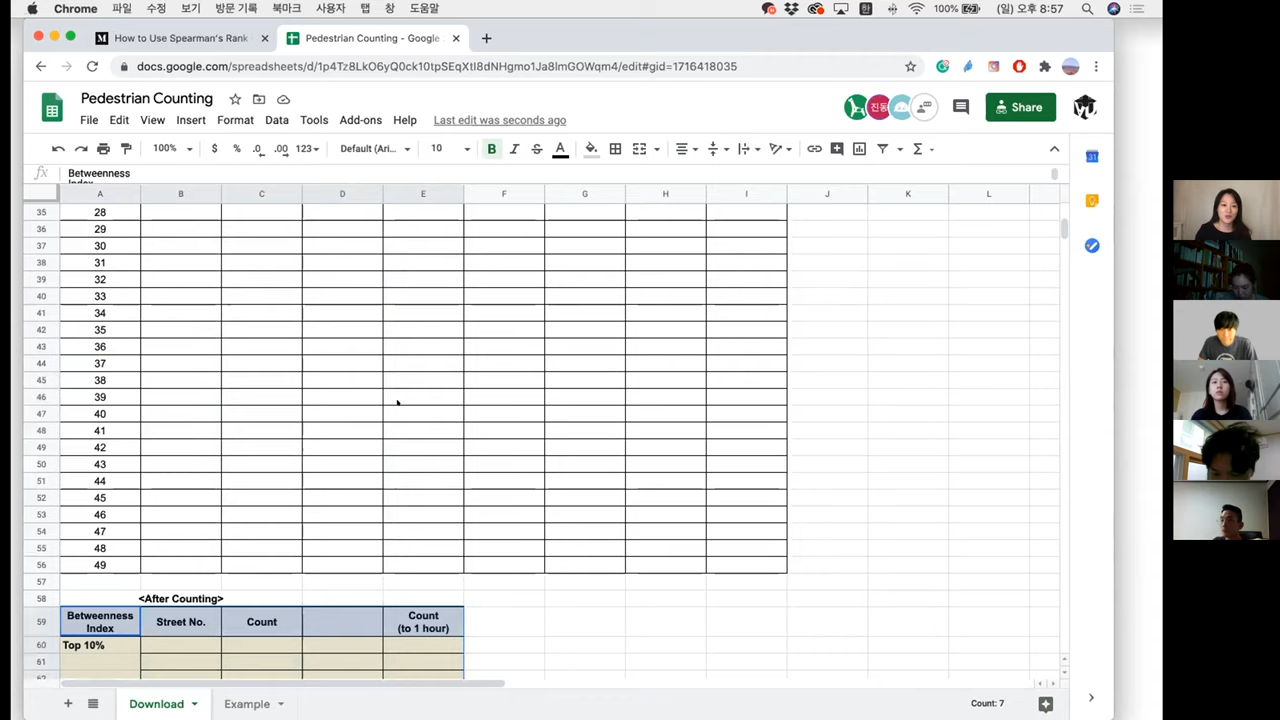 Chrome 파일 수정 보기 방문 기록 북마크 사용자 탭 창 도움말 한 100% (일) 오후 8:57
How to Use Spearman's Rank
Pedestrian Counting - Google
docs.google.com/spreadsheets/d/1p4Tz8LkO6yQ0ck10tpSEqXtI8dNHgmo1Ja8lmGOWqm4/edit#gid=1716418035
Pedestrian Counting
진동
Share
File Edit View Insert Format Data Tools Add-ons Help Last edit was seconds ago
100% $ % .0 .00 123 Default (Ari... 10 B I S A
fx Betweenness
Index
A B C D E F G H I J K L
35 28
36 29
37 30
38 31
39 32
40 33
41 34
42 35
43 36
44 37
45 38
46 39
47 40
48 41
49 42
50 43
51 44
52 45
53 46
54 47
55 48
56 49
57
58 <After Counting>
59 Betweenness Index Street No. Count Count (to 1 hour)
60 Top 10%
61
62
Download Example Count: 7